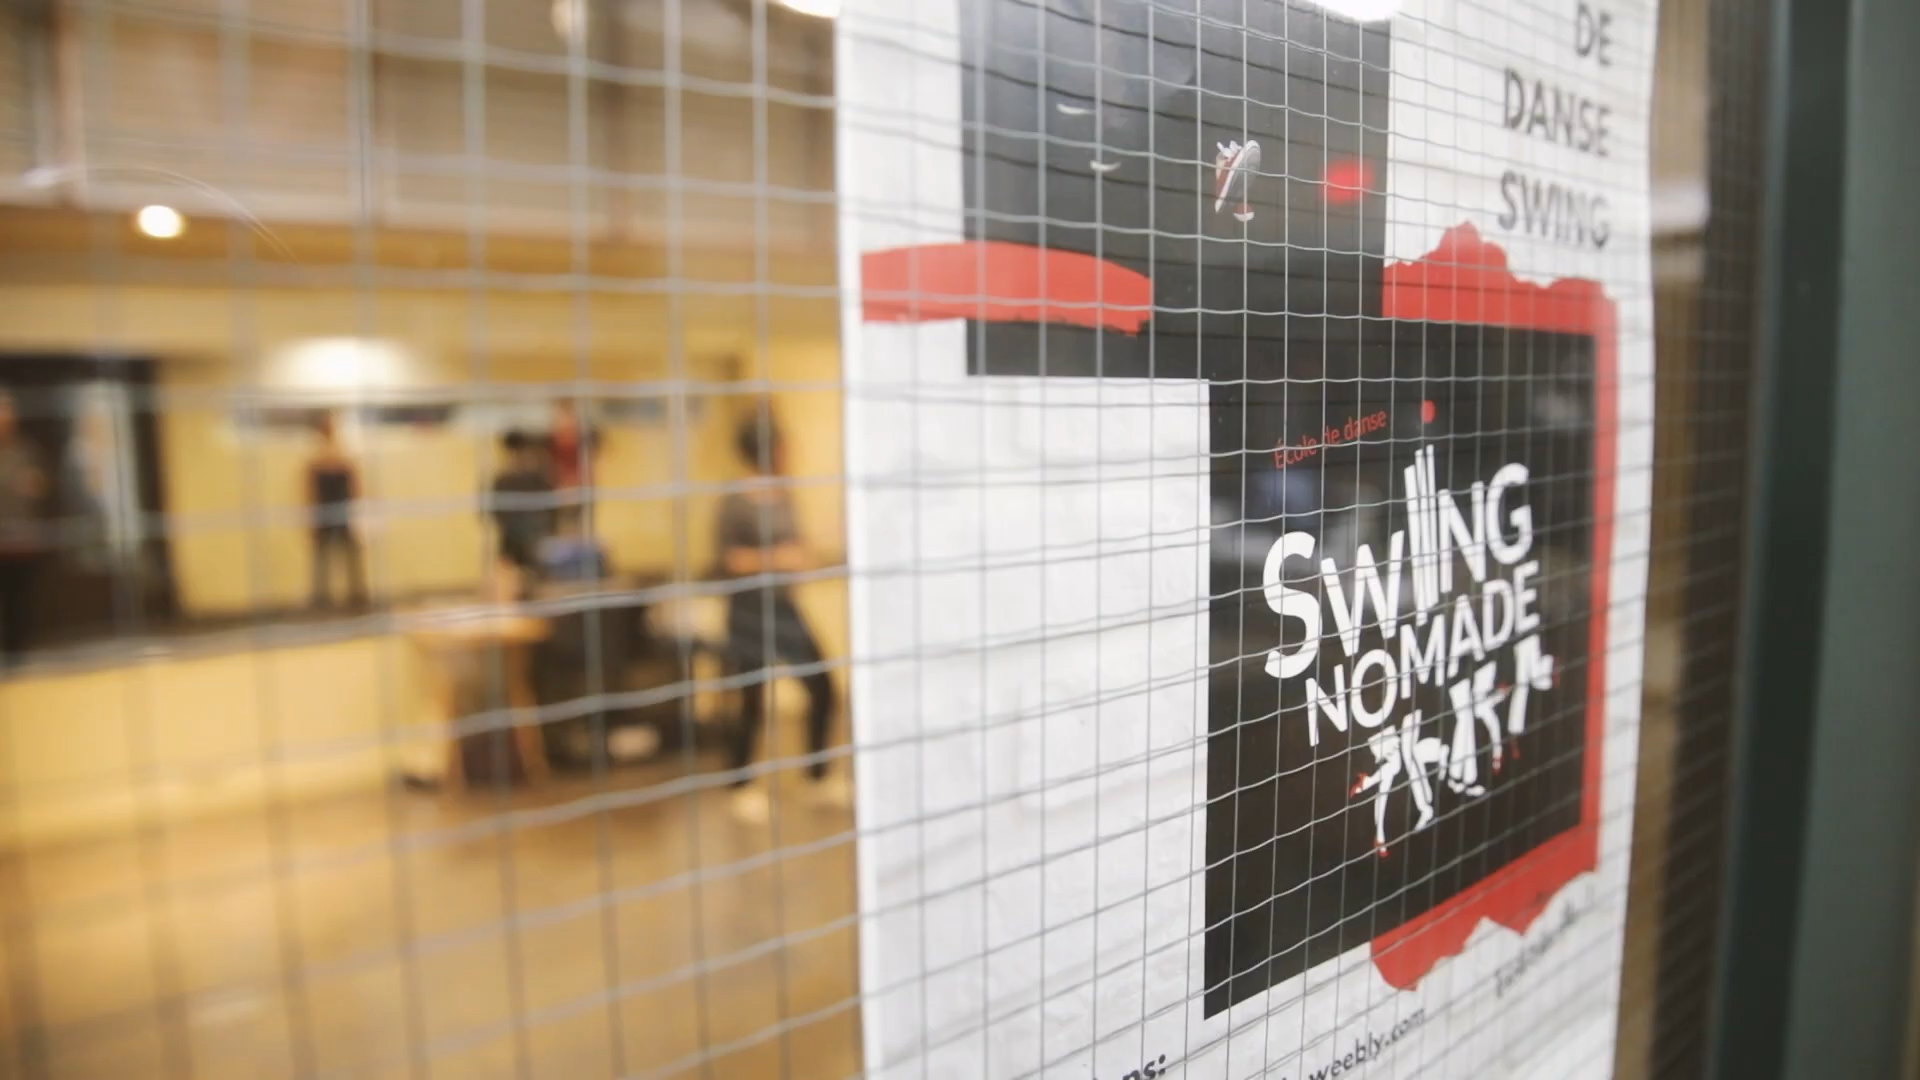 DE
DANSE
SWING
École de danse
SWING
NOMADE
weebly.com